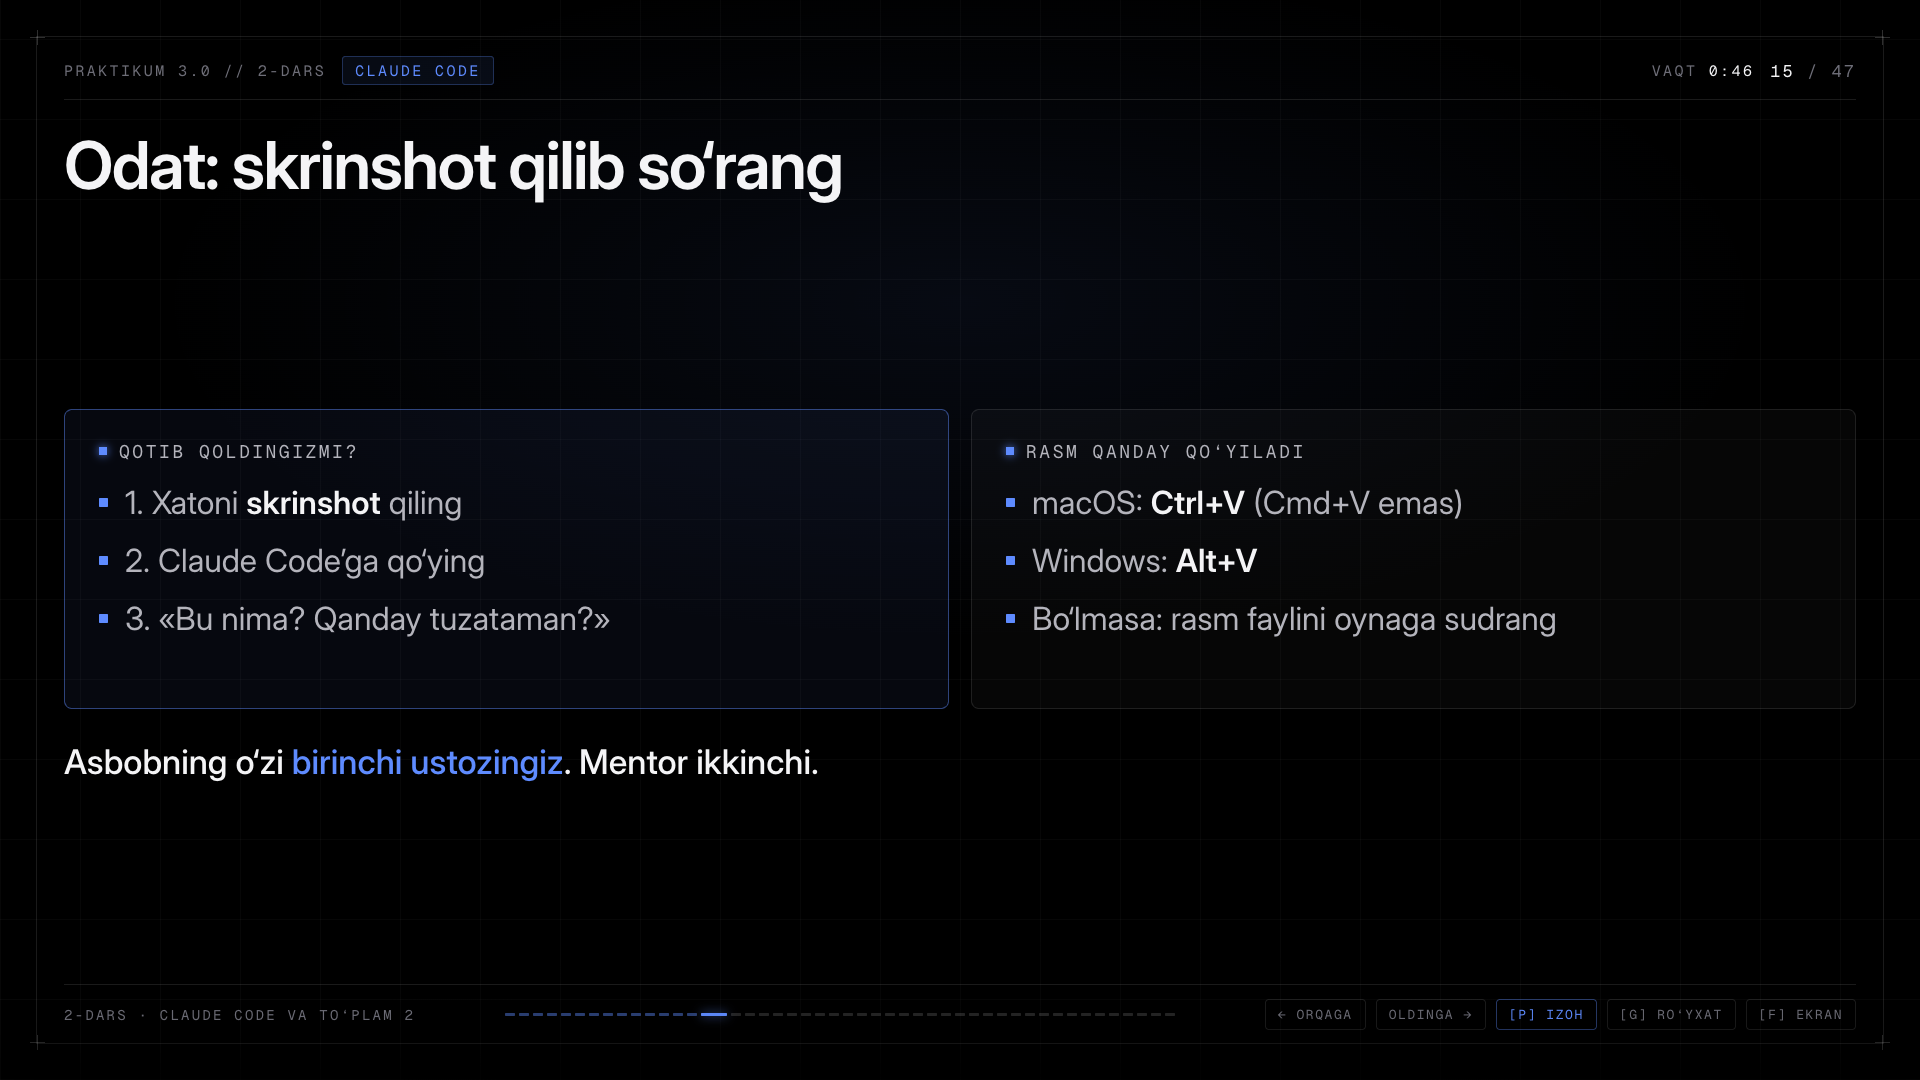 PRAKTIKUM 3.0 // 2-DARS CLAUDE CODE VAQT 0:46 15 / 47
Odat: skrinshot qilib so‘rang
QOTIB QOLDINGIZMI?
1. Xatoni skrinshot qiling
2. Claude Code’ga qo‘ying
3. «Bu nima? Qanday tuzataman?»
RASM QANDAY QO‘YILADI
macOS: Ctrl+V (Cmd+V emas)
Windows: Alt+V
Bo‘lmasa: rasm faylini oynaga sudrang
Asbobning o‘zi birinchi ustozingiz. Mentor ikkinchi.
2-DARS · CLAUDE CODE VA TO‘PLAM 2 ← ORQAGA OLDINGA → [P] IZOH [G] RO‘YXAT [F] EKRAN